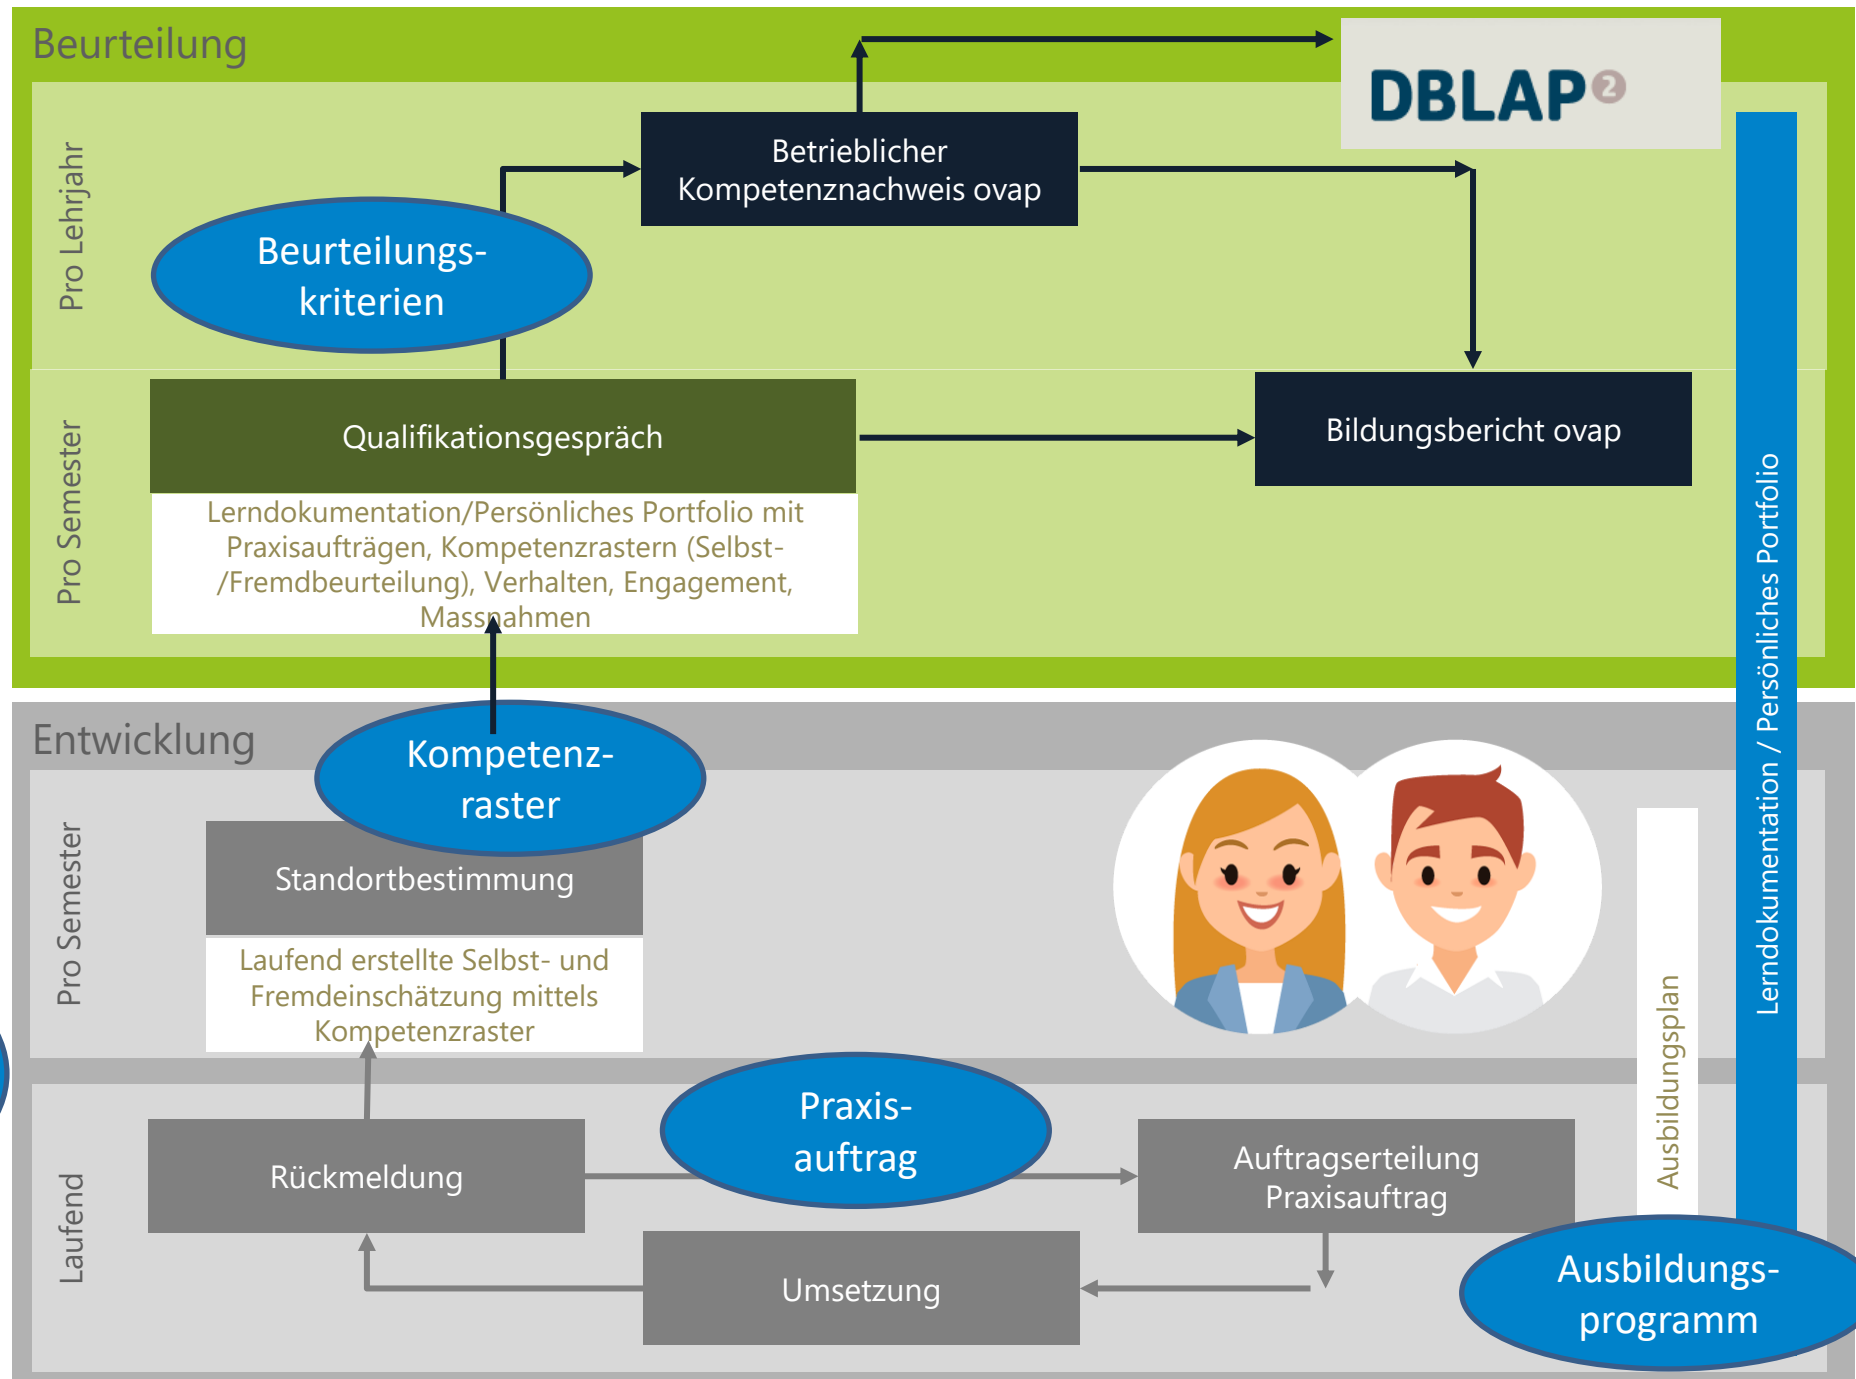 Beurteilung
DBLAP2
Pro Lehrjahr
Betrieblicher
Kompetenznachweis ovap
Beurteilungs-
kriterien
Pro Semester
Qualifikationsgespräch
Bildungsbericht ovap
Lerndokumentation/Persönliches Portfolio mit
Praxisaufträgen, Kompetenzrastern (Selbst-
/Fremdbeurteilung), Verhalten, Engagement,
Massnahmen
Lerndokumentation / Persönliches Portfolio
Entwicklung
Kompetenz-
raster
Pro Semester
Standortbestimmung
Laufend erstellte Selbst- und
Fremdeinschätzung mittels
Kompetenzraster
Ausbildungsplan
Laufend
Rückmeldung
Praxis-
auftrag
Auftragserteilung
Praxisauftrag
Umsetzung
Ausbildungs-
programm